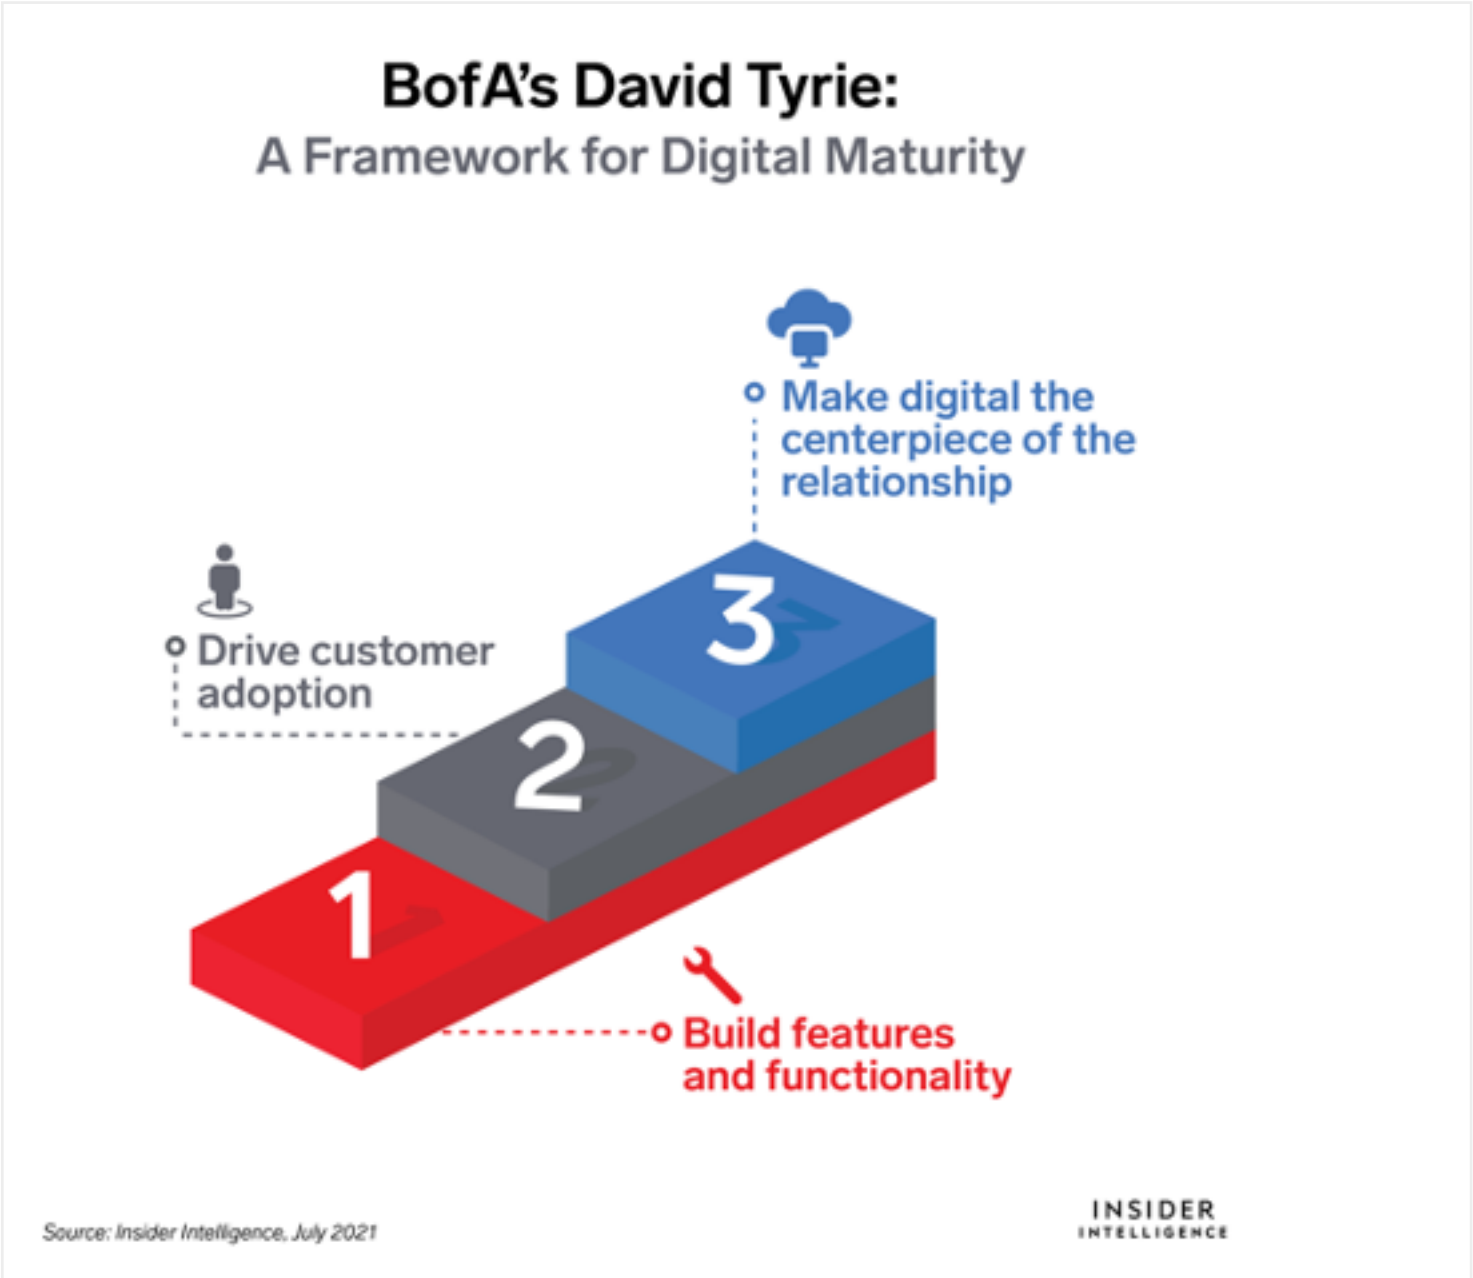 BofA's David Tyrie:
A Framework for Digital Maturity
Make digital the
centerpiece of the
relationship
3
Drive customer
adoption
2
1
Build features
and functionality
Source: Insider Intelligence, July 2021
INSIDER
INTELLIGENCE